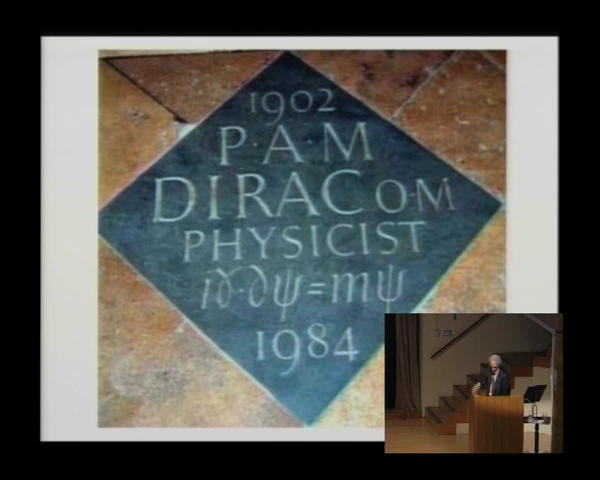 1902
P·A·M
DIRAC O·M
PHYSICIST
iγ·∂ψ=mψ
1984